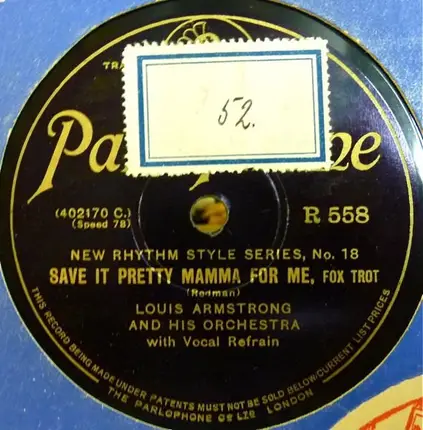 TRA
52.
Pa
ne
(402170 C.)
(Speed 78)
R 558
NEW RHYTHM STYLE SERIES, No. 18
SAVE IT PRETTY MAMMA FOR ME, FOX TROT
(Redman)
LOUIS ARMSTRONG
AND HIS ORCHESTRA
with Vocal Refrain
THIS RECORD BEING MADE UNDER PATENTS MUST NOT BE SOLD BELOW CURRENT LIST PRICES
THE PARLOPHONE Co Ltd LONDON